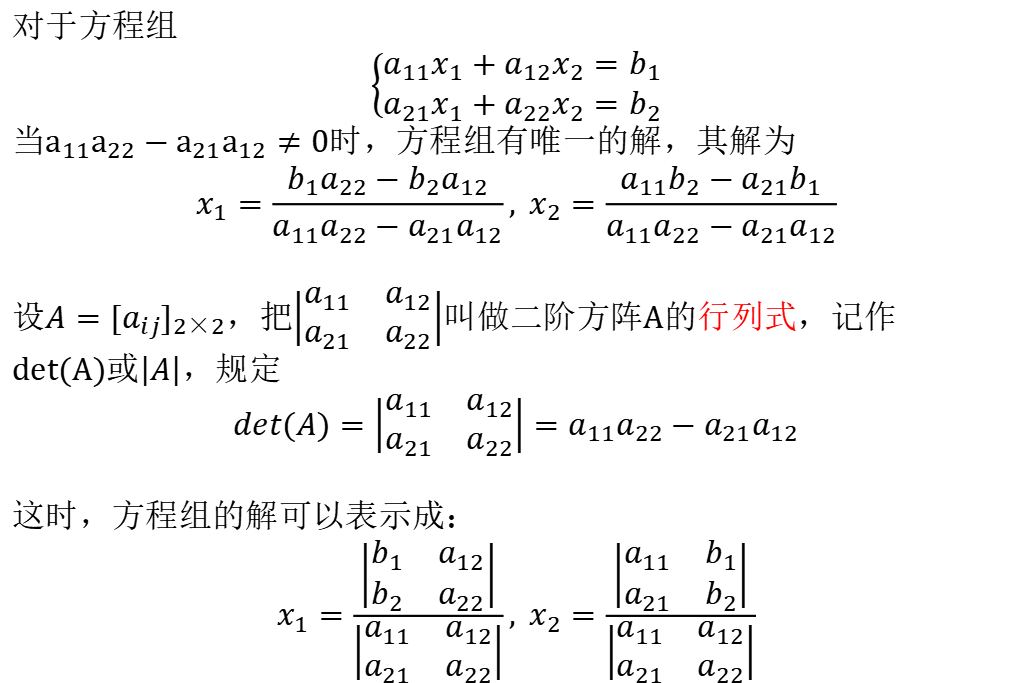 对于方程组
{a₁₁x₁ + a₁₂x₂ = b₁
a₂₁x₁ + a₂₂x₂ = b₂
当a₁₁a₂₂ − a₂₁a₁₂ ≠ 0时，方程组有唯一的解，其解为
x₁ = (b₁a₂₂ − b₂a₁₂)/(a₁₁a₂₂ − a₂₁a₁₂), x₂ = (a₁₁b₂ − a₂₁b₁)/(a₁₁a₂₂ − a₂₁a₁₂)
设A = [aᵢⱼ]₂×₂，把|a₁₁ a₁₂; a₂₁ a₂₂|叫做二阶方阵A的行列式，记作
det(A)或|A|，规定
det(A) = |a₁₁ a₁₂; a₂₁ a₂₂| = a₁₁a₂₂ − a₂₁a₁₂
这时，方程组的解可以表示成：
x₁ = |b₁ a₁₂; b₂ a₂₂|/|a₁₁ a₁₂; a₂₁ a₂₂|, x₂ = |a₁₁ b₁; a₂₁ b₂|/|a₁₁ a₁₂; a₂₁ a₂₂|